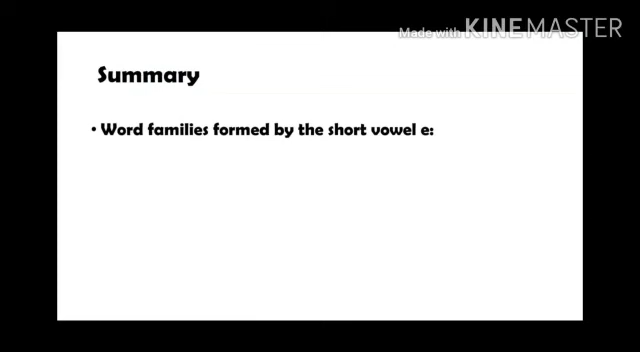 Made with KINEMASTER
Summary
• Word families formed by the short vowel e: